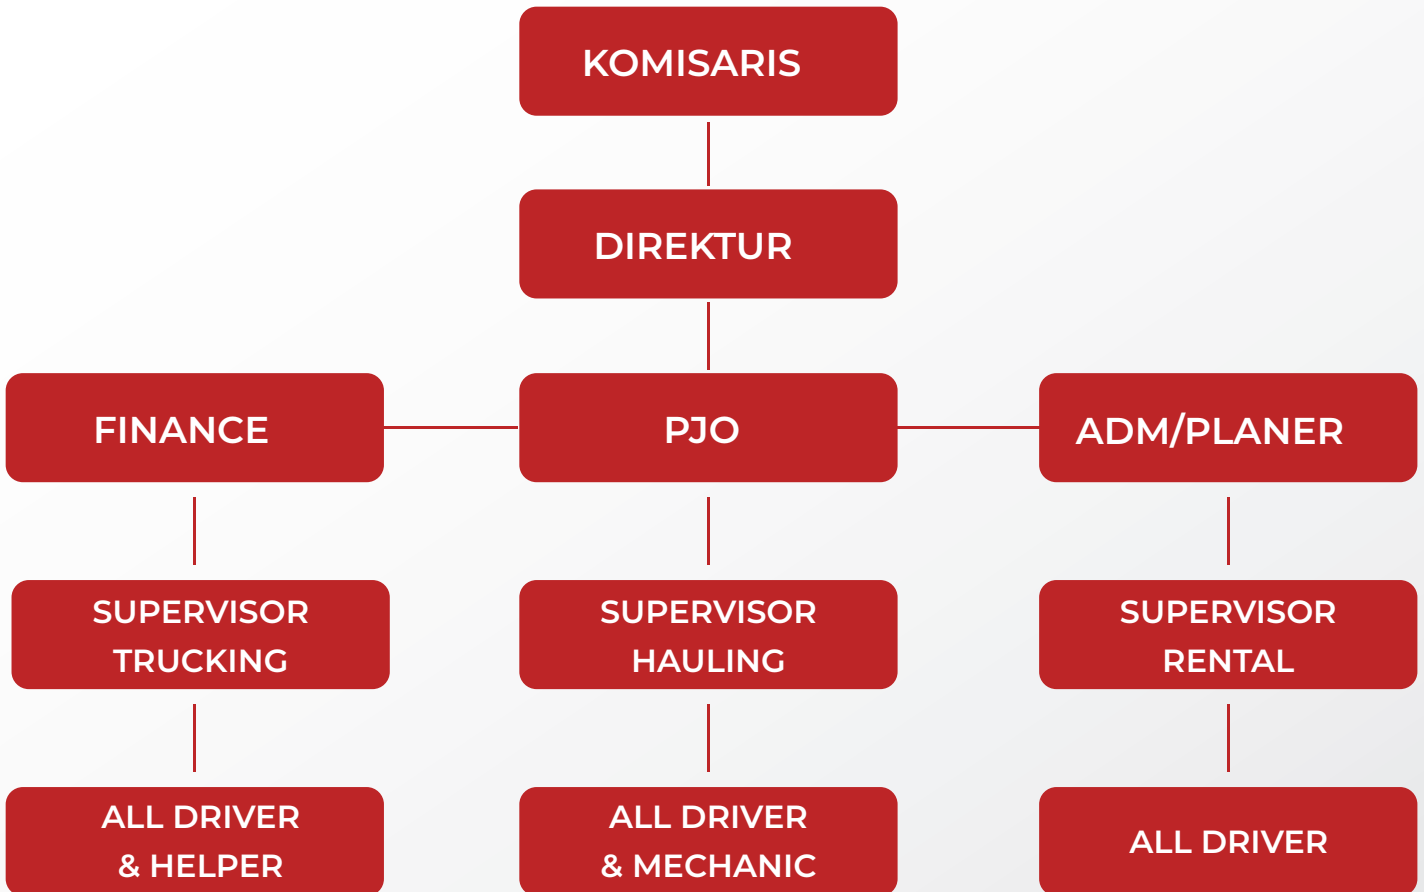 KOMISARIS
DIREKTUR
FINANCE
PJO
ADM/PLANER
SUPERVISOR
TRUCKING
SUPERVISOR
HAULING
SUPERVISOR
RENTAL
ALL DRIVER
& HELPER
ALL DRIVER
& MECHANIC
ALL DRIVER